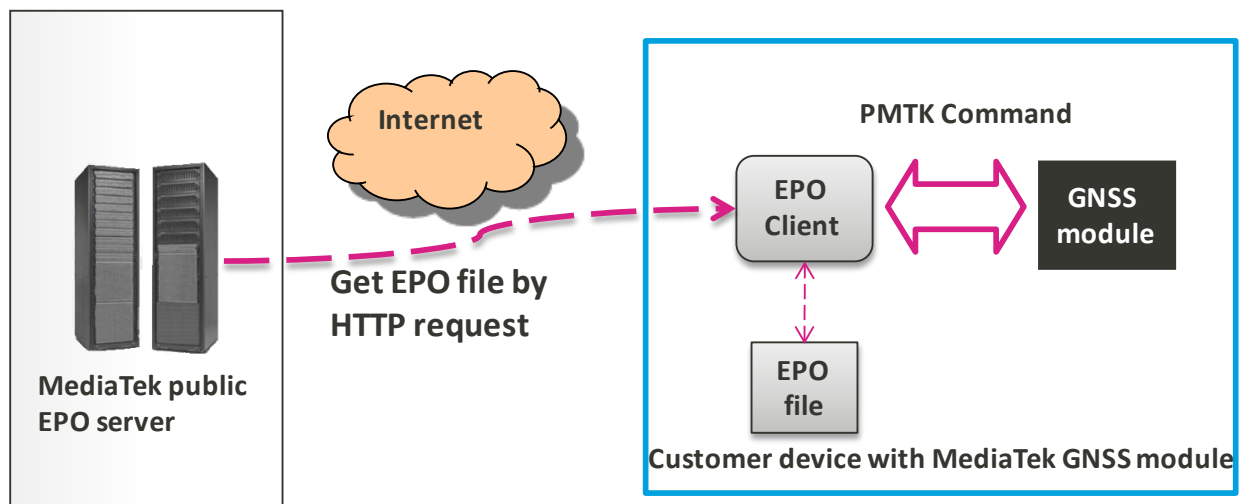 MediaTek public
EPO server
Internet
Get EPO file by
HTTP request
PMTK Command
EPO
Client
GNSS
module
EPO
file
Customer device with MediaTek GNSS module